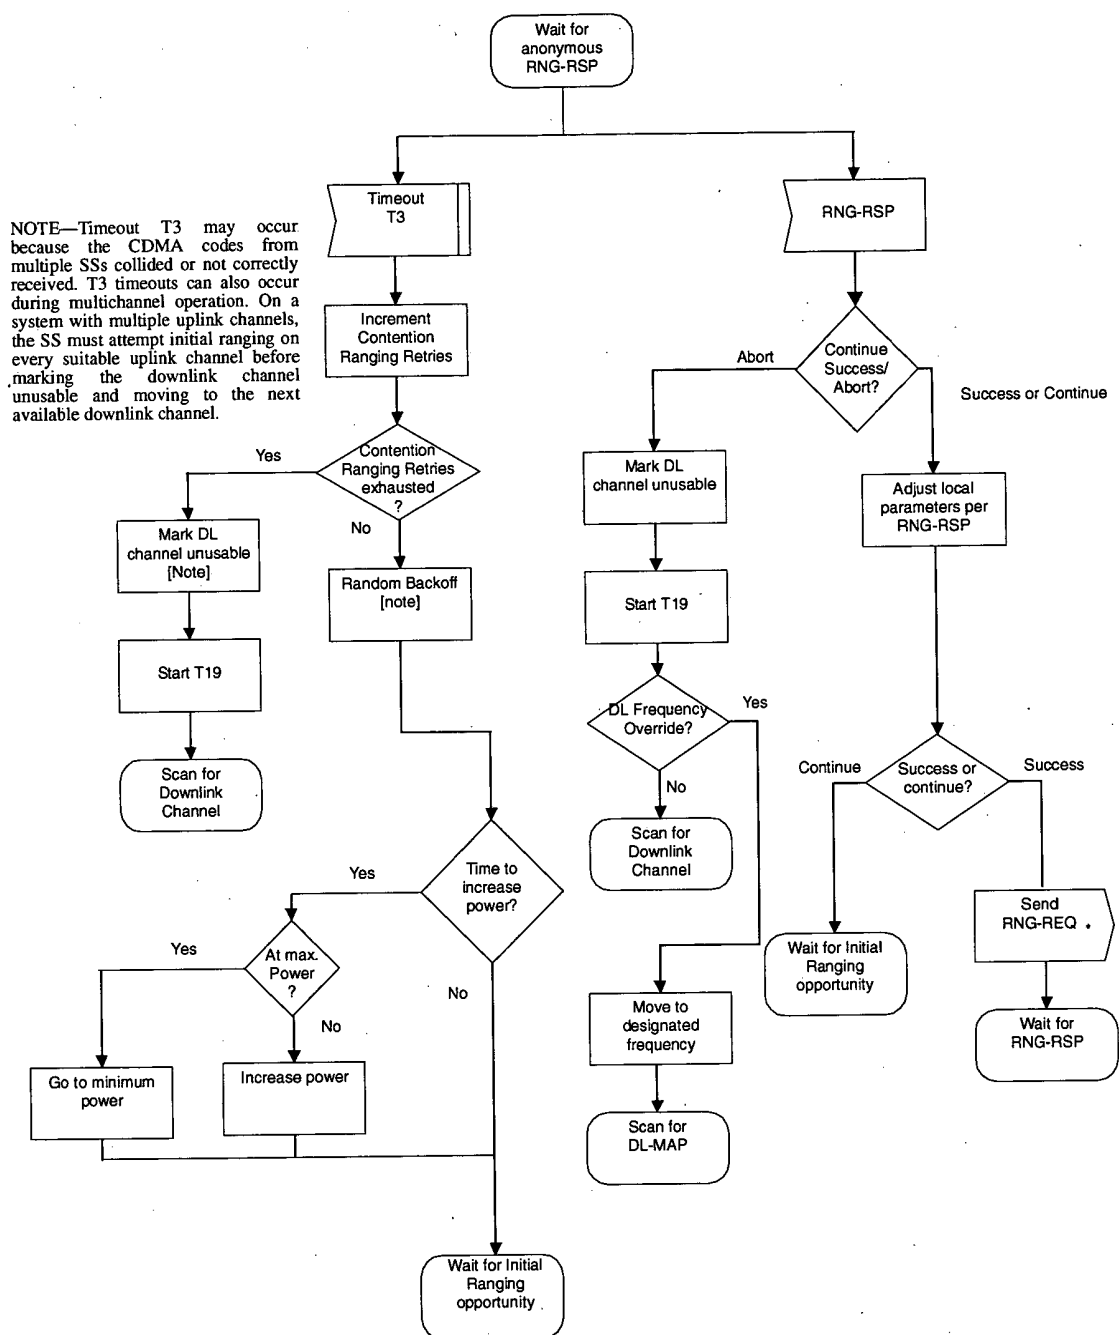 Wait for
anonymous
RNG-RSP
Timeout
T3
RNG-RSP
NOTE—Timeout T3 may occur
because the CDMA codes from
multiple SSs collided or not correctly
received. T3 timeouts can also occur
during multichannel operation. On a
system with multiple uplink channels,
the SS must attempt initial ranging on
every suitable uplink channel before
marking the downlink channel
unusable and moving to the next
available downlink channel.
Increment
Contention
Ranging Retries
Abort
Continue
Success/
Abort?
Success or Continue
Yes
Contention
Ranging Retries
exhausted
?
No
Mark DL
channel unusable
Adjust local
parameters per
RNG-RSP
Mark DL
channel unusable
[Note]
Random Backoff
[note]
Start T19
Start T19
DL Frequency
Override?
Yes
No
Scan for
Downlink
Channel
Continue
Success or
continue?
Success
Scan for
Downlink
Channel
Yes
Time to
increase
power?
No
Send
RNG-REQ
Wait for Initial
Ranging
opportunity
Wait for
RNG-RSP
Yes
At max.
Power
?
No
Move to
designated
frequency
Go to minimum
power
Increase power
Scan for
DL-MAP
Wait for Initial
Ranging
opportunity